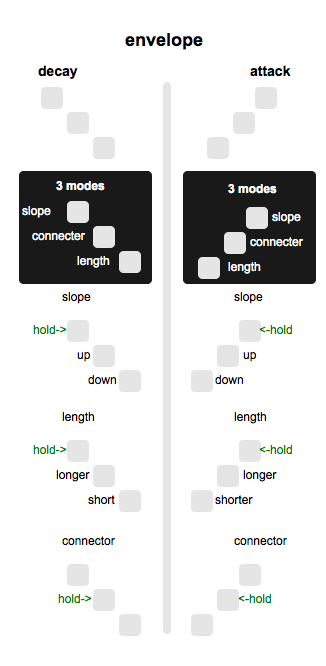 envelope
decay
attack
3 modes
slope
connecter
length
3 modes
slope
connecter
length
slope
hold->
up
down
slope
<-hold
up
down
length
hold->
longer
short
length
<-hold
longer
shorter
connector
hold->
connector
<-hold